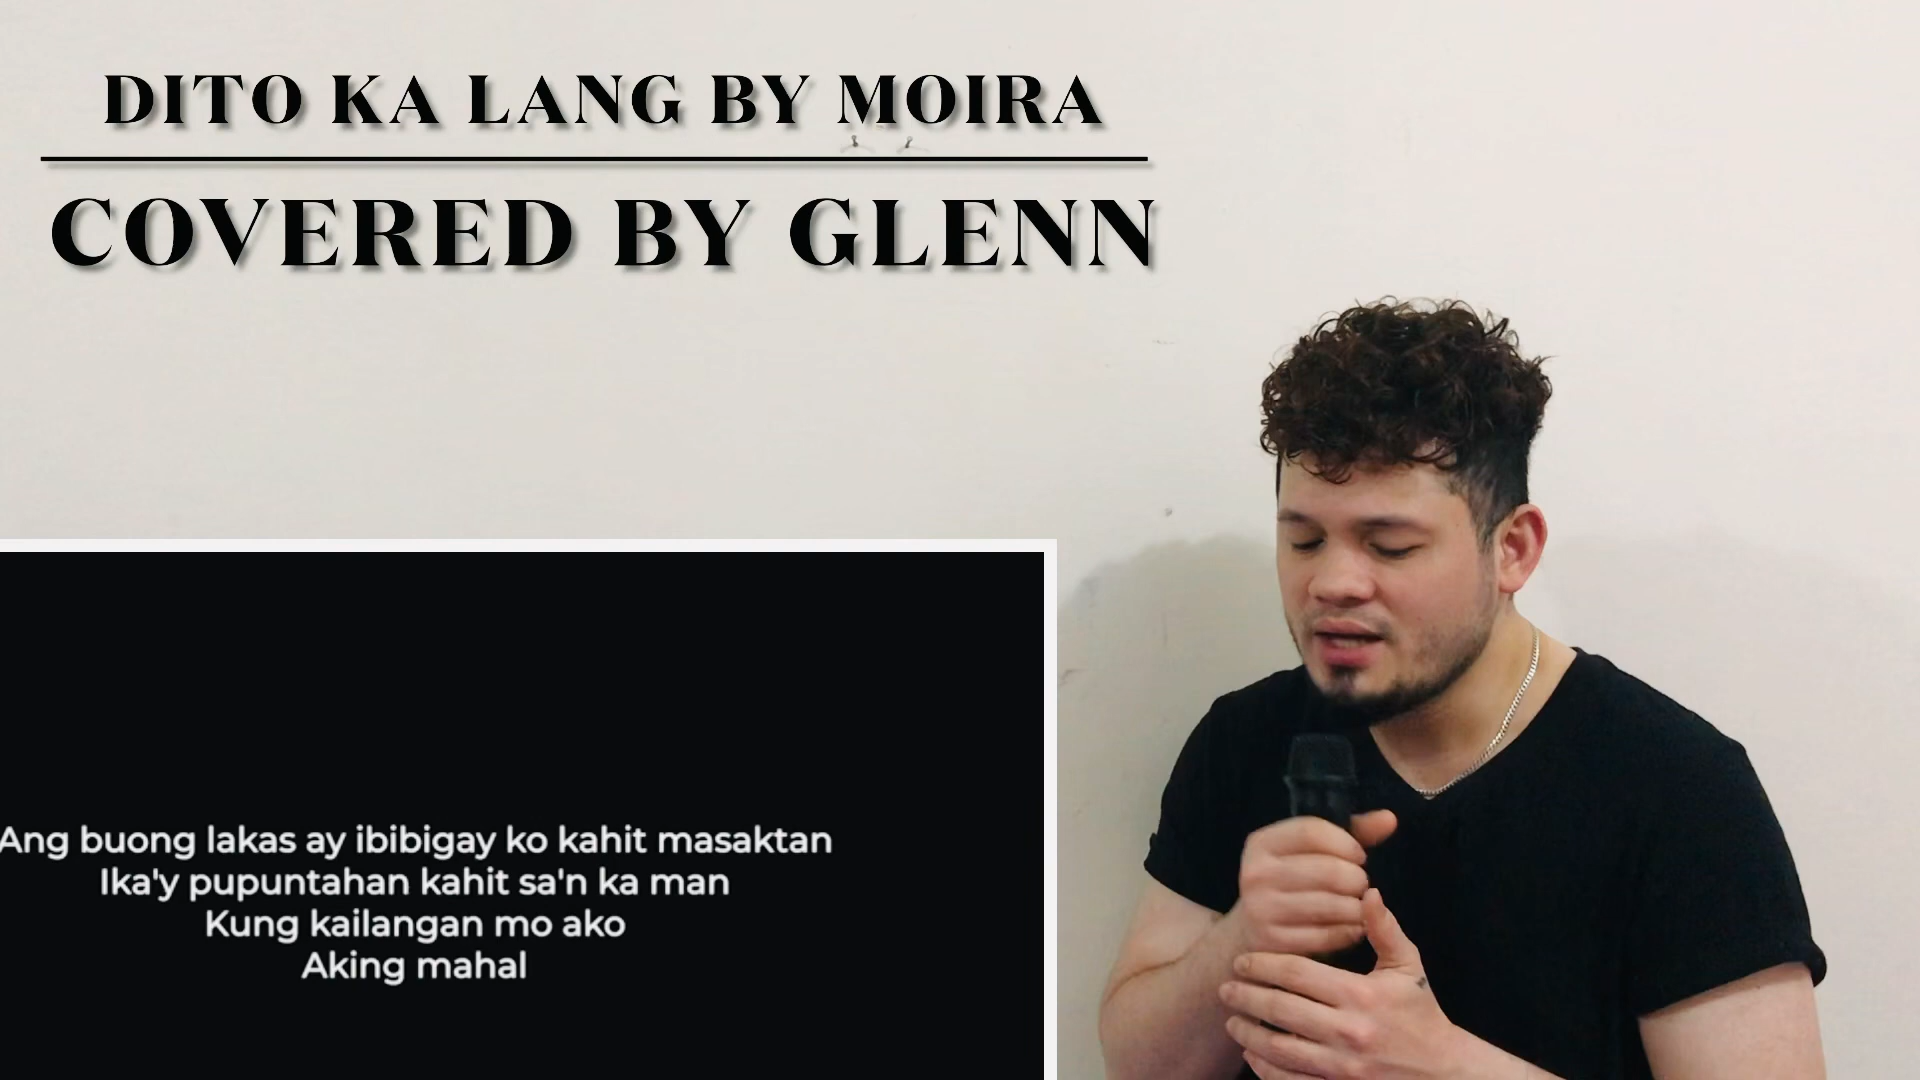 DITO KA LANG BY MOIRA
COVERED BY GLENN
Ang buong lakas ay ibibigay ko kahit masaktan
Ika'y pupuntahan kahit sa'n ka man
Kung kailangan mo ako
Aking mahal